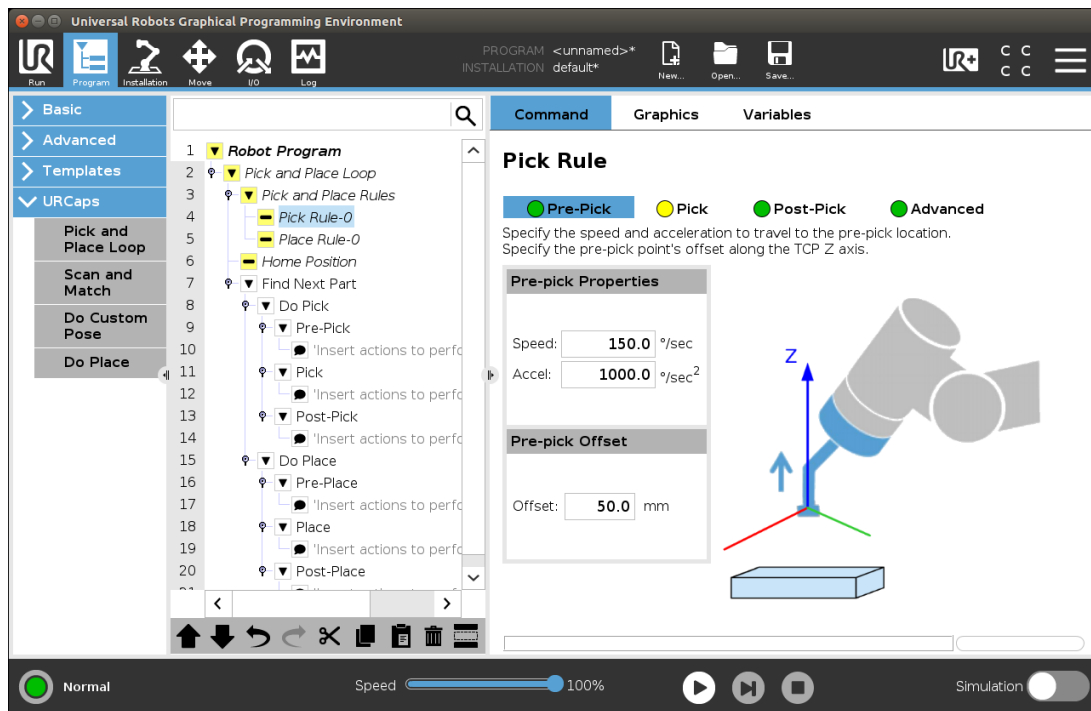 Universal Robots Graphical Programming Environment
UR
Run
Program
Installation
Move
I/O
Log
PROGRAM <unnamed>*
INSTALLATION default*
New...
Open...
Save...
UR+
C C
C C
Basic
Advanced
Templates
URCaps
Pick and
Place Loop
Scan and
Match
Do Custom
Pose
Do Place
1 Robot Program
2 Pick and Place Loop
3 Pick and Place Rules
4 Pick Rule-0
5 Place Rule-0
6 Home Position
7 Find Next Part
8 Do Pick
9 Pre-Pick
10 'Insert actions to perfo
11 Pick
12 'Insert actions to perfo
13 Post-Pick
14 'Insert actions to perfo
15 Do Place
16 Pre-Place
17 'Insert actions to perfo
18 Place
19 'Insert actions to perfo
20 Post-Place
Command Graphics Variables
Pick Rule
Pre-Pick Pick Post-Pick Advanced
Specify the speed and acceleration to travel to the pre-pick location.
Specify the pre-pick point's offset along the TCP Z axis.
Pre-pick Properties
Speed: 150.0 °/sec
Accel: 1000.0 °/sec2
Pre-pick Offset
Offset: 50.0 mm
Z
Normal
Speed 100%
Simulation